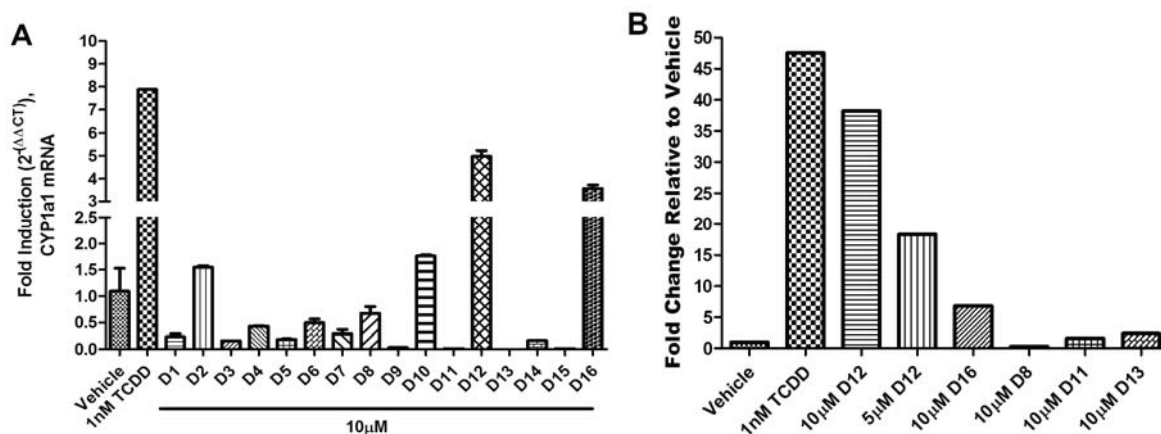 A
Fold Induction (2-(ΔΔCT)),
CYP1a1 mRNA
10
9
8
7
6
5
4
3
2.5
2.0
1.5
1.0
0.5
0.0
Vehicle
1nM TCDD
D1
D2
D3
D4
D5
D6
D7
D8
D9
D10
D11
D12
D13
D14
D15
D16
10μM
B
Fold Change Relative to Vehicle
50
45
40
35
30
25
20
15
10
5
0
Vehicle
1nM TCDD
10μM D12
5μM D12
10μM D16
10μM D8
10μM D11
10μM D13